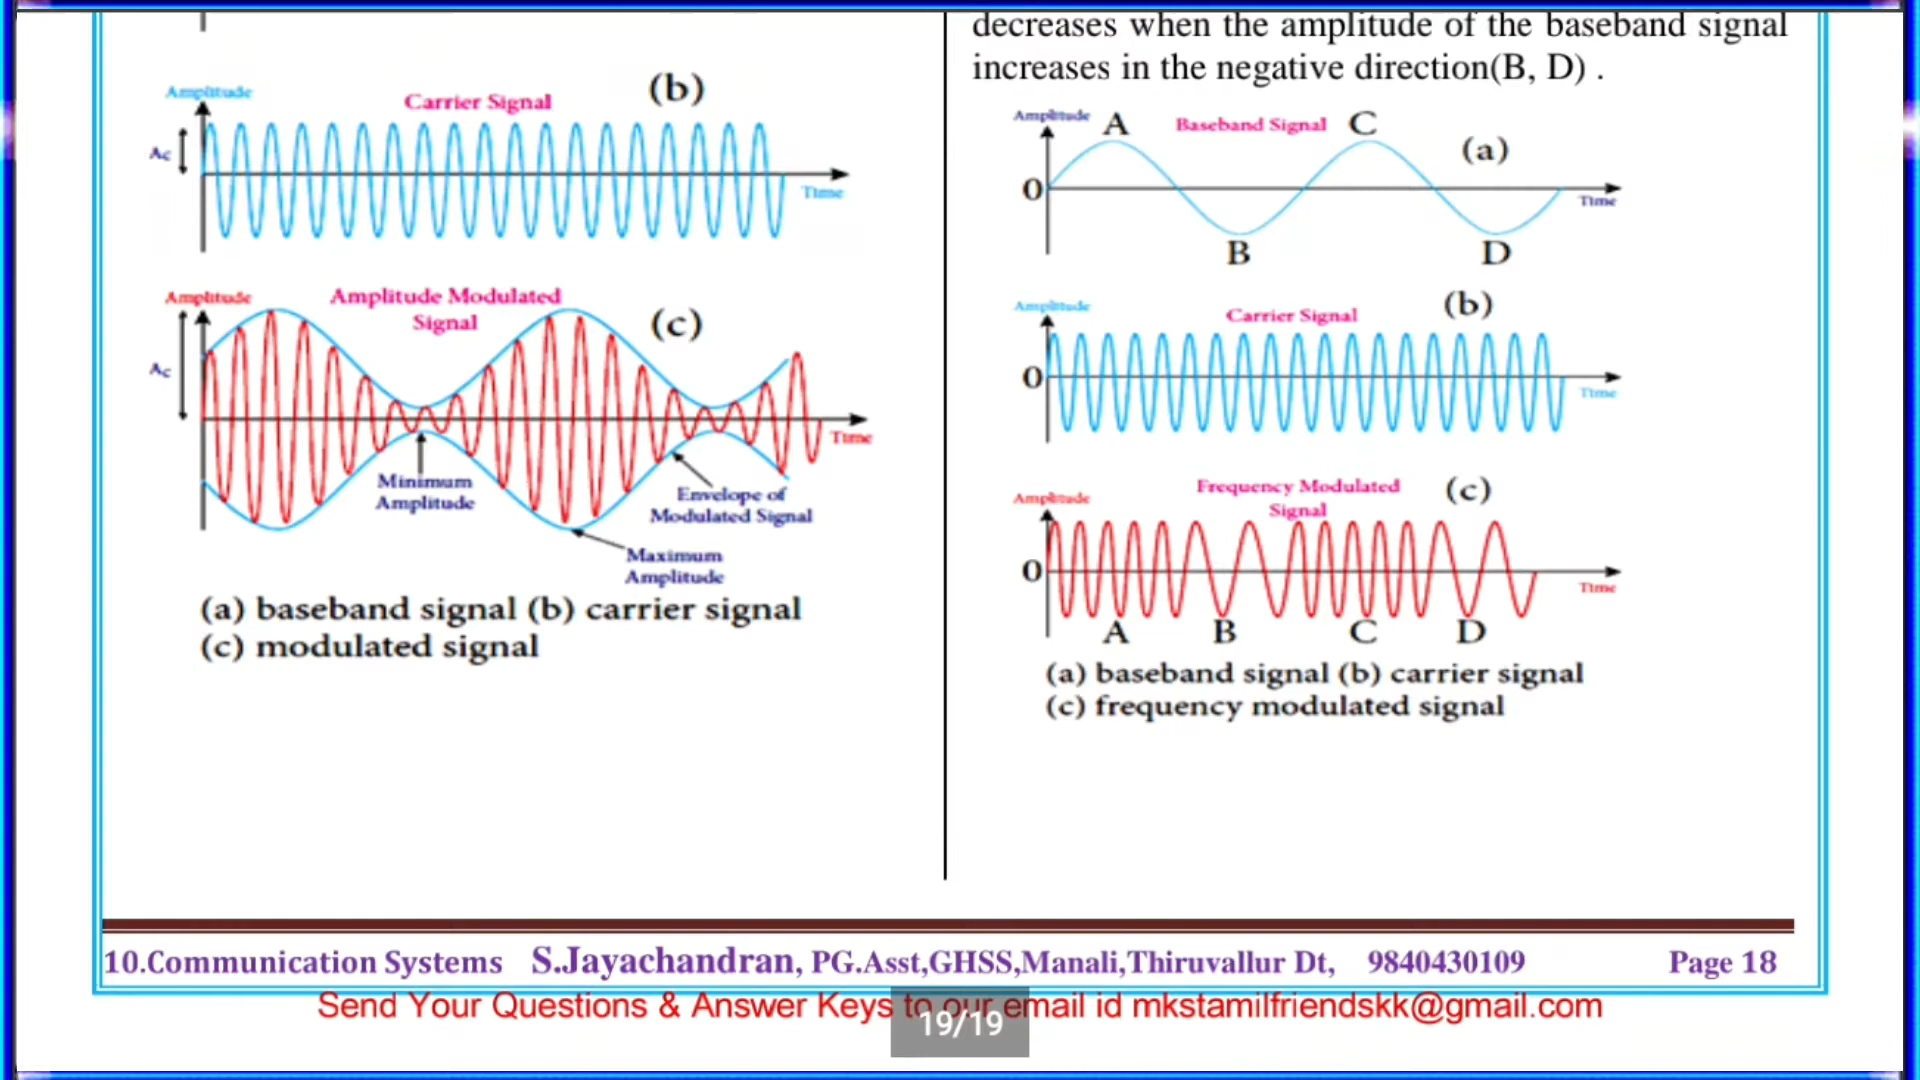 Amplitude
Carrier Signal
(b)
Ac
Time
Amplitude
Amplitude Modulated
Signal
(c)
Ac
Time
Minimum
Amplitude
Envelope of
Modulated Signal
Maximum
Amplitude
(a) baseband signal (b) carrier signal
(c) modulated signal
decreases when the amplitude of the baseband signal
increases in the negative direction(B, D) .
Amplitude
A
Baseband Signal
C
(a)
0
Time
B
D
Amplitude
Carrier Signal
(b)
0
Time
Amplitude
Frequency Modulated
Signal
(c)
0
Time
A
B
C
D
(a) baseband signal (b) carrier signal
(c) frequency modulated signal
10.Communication Systems S.Jayachandran, PG.Asst,GHSS,Manali,Thiruvallur Dt, 9840430109 Page 18
Send Your Questions & Answer Keys to our email id mkstamilfriendskk@gmail.com
19/19